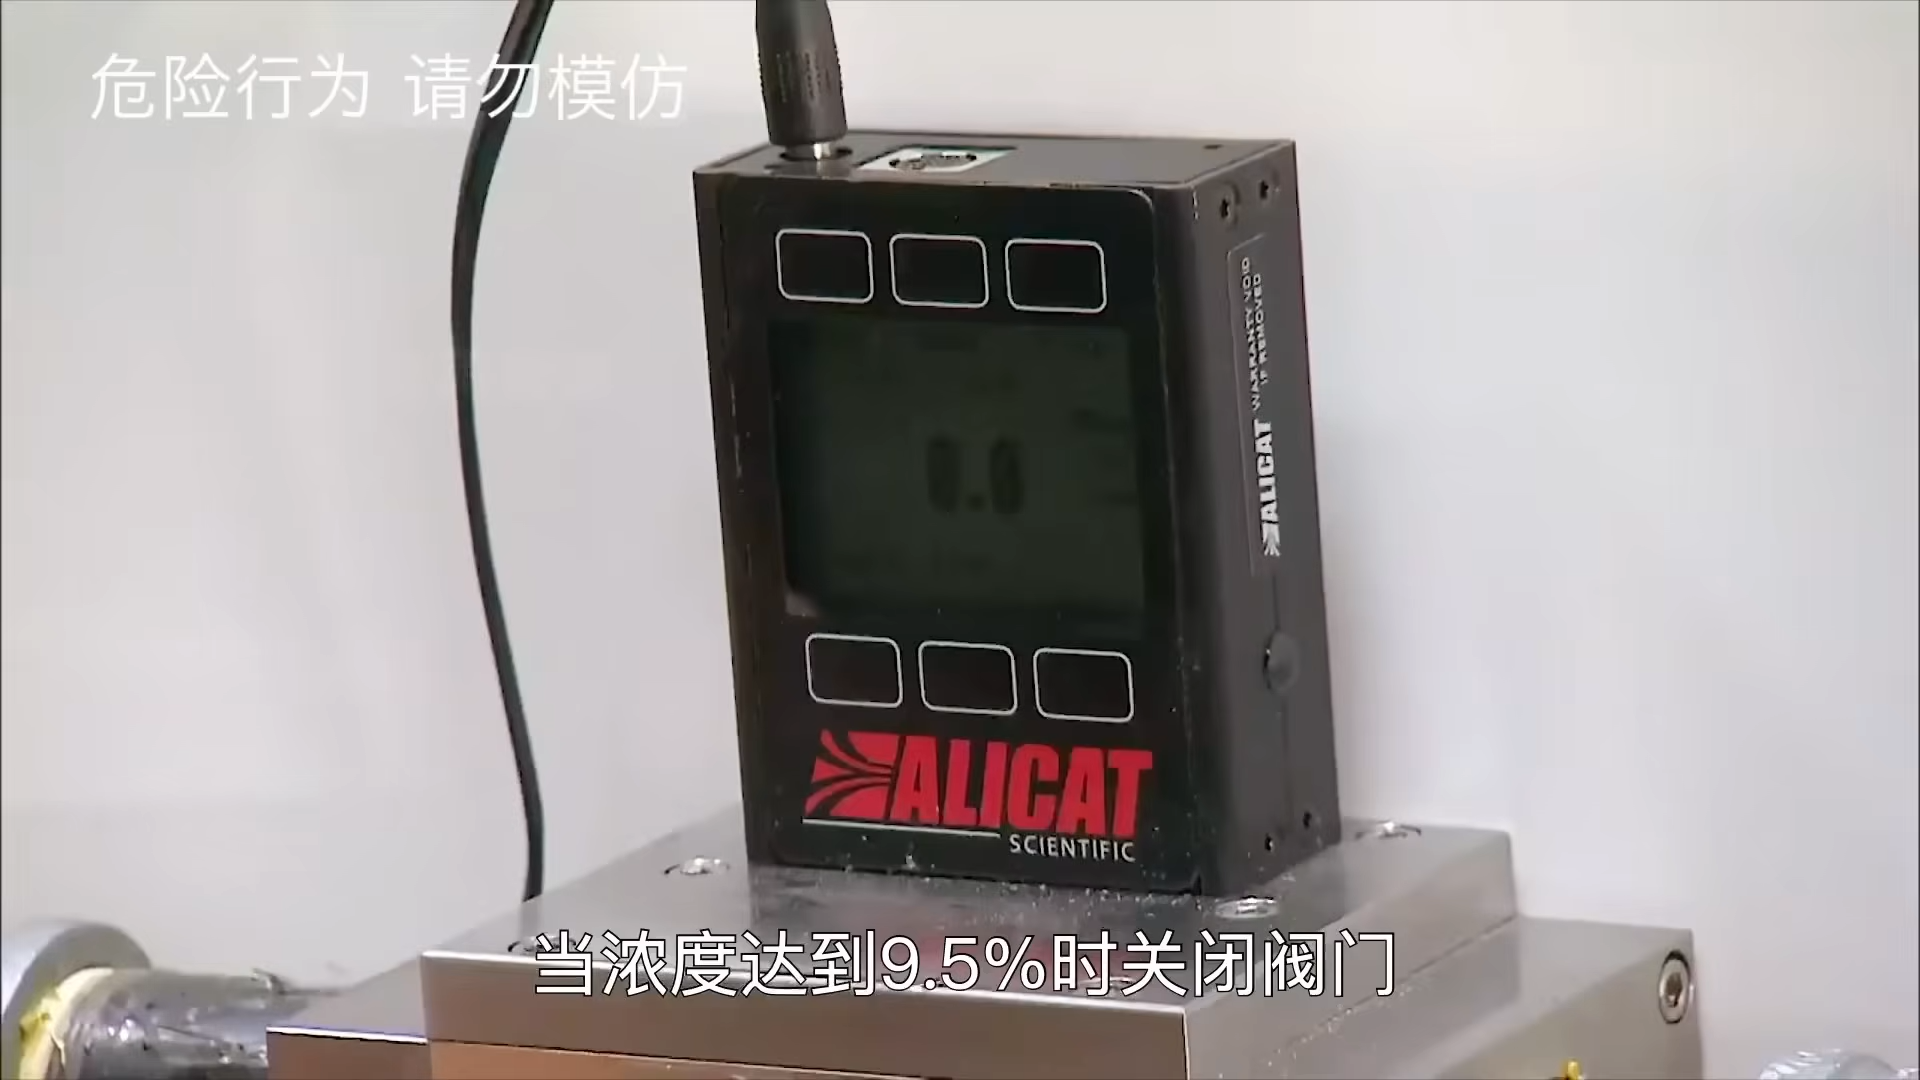 危险行为 请勿模仿
WARRANTY VOID
IF REMOVED
ALICAT
0.0
ALICAT
SCIENTIFIC
当浓度达到9.5%时关闭阀门